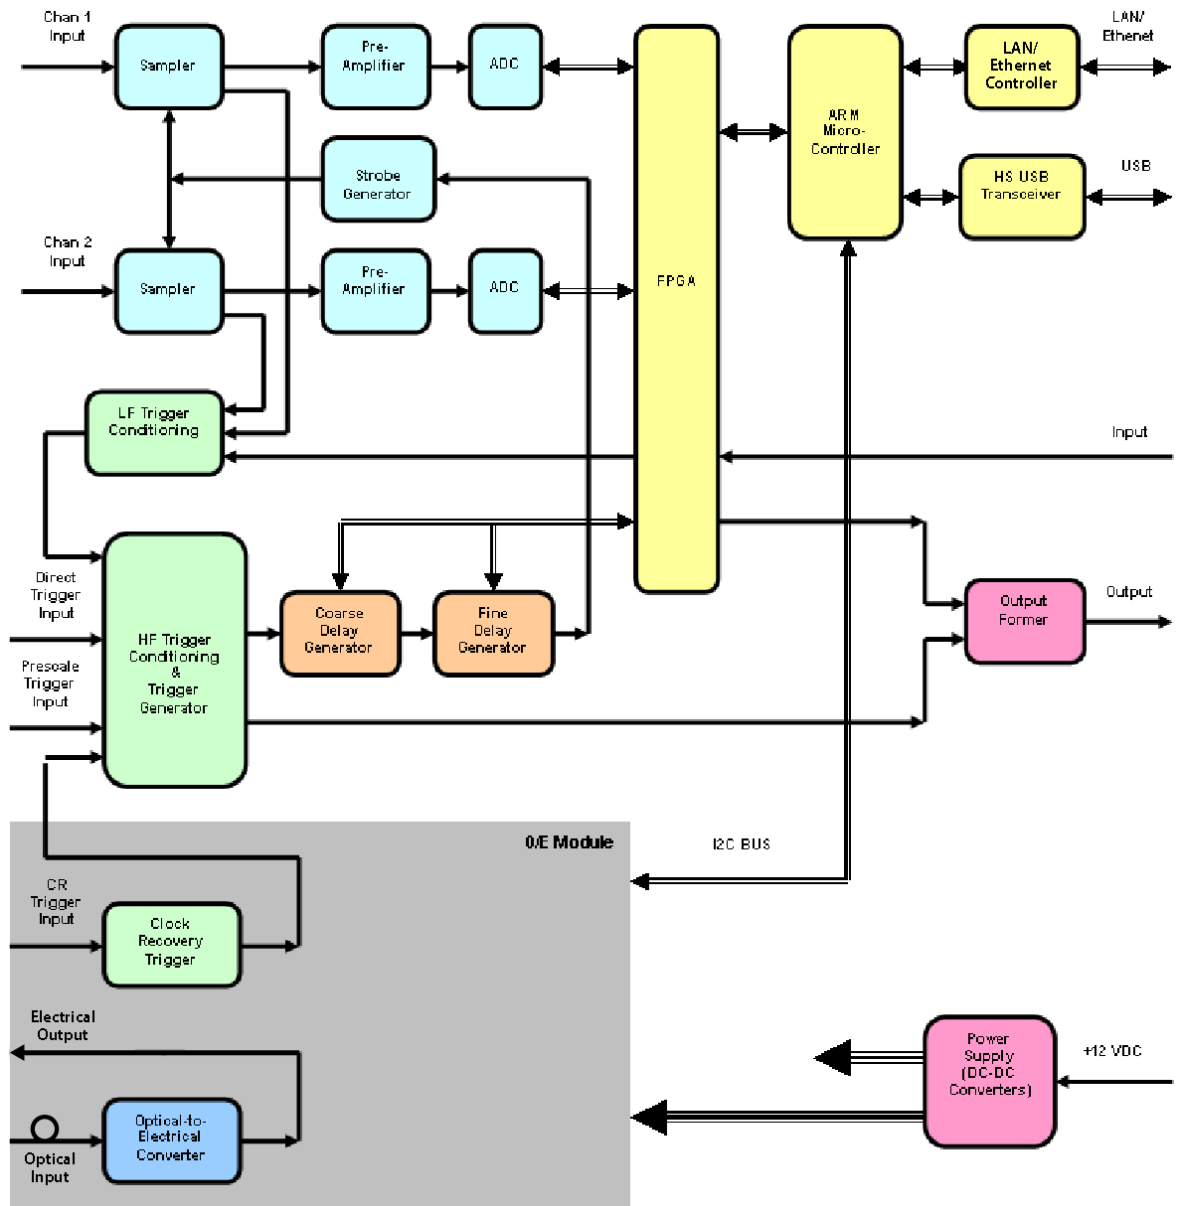 Chan 1
Input
Sampler
Pre-
Amplifier
ADC
LAN/
Ethenet
LAN/
Ethernet
Controller
ARM
Micro-
Controller
Strobe
Generator
HS USB
Transceiver
USB
Chan 2
Input
Sampler
Pre-
Amplifier
ADC
FPGA
LF Trigger
Conditioning
Input
Direct
Trigger
Input
HF Trigger
Conditioning
&
Trigger
Generator
Coarse
Delay
Generator
Fine
Delay
Generator
Output
Former
Output
Prescale
Trigger
Input
0/E Module
I2C BUS
CR
Trigger
Input
Clock
Recovery
Trigger
Electrical
Output
Power
Supply
(DC-DC
Converters)
+12 VDC
Optical-to-
Electrical
Converter
Optical
Input